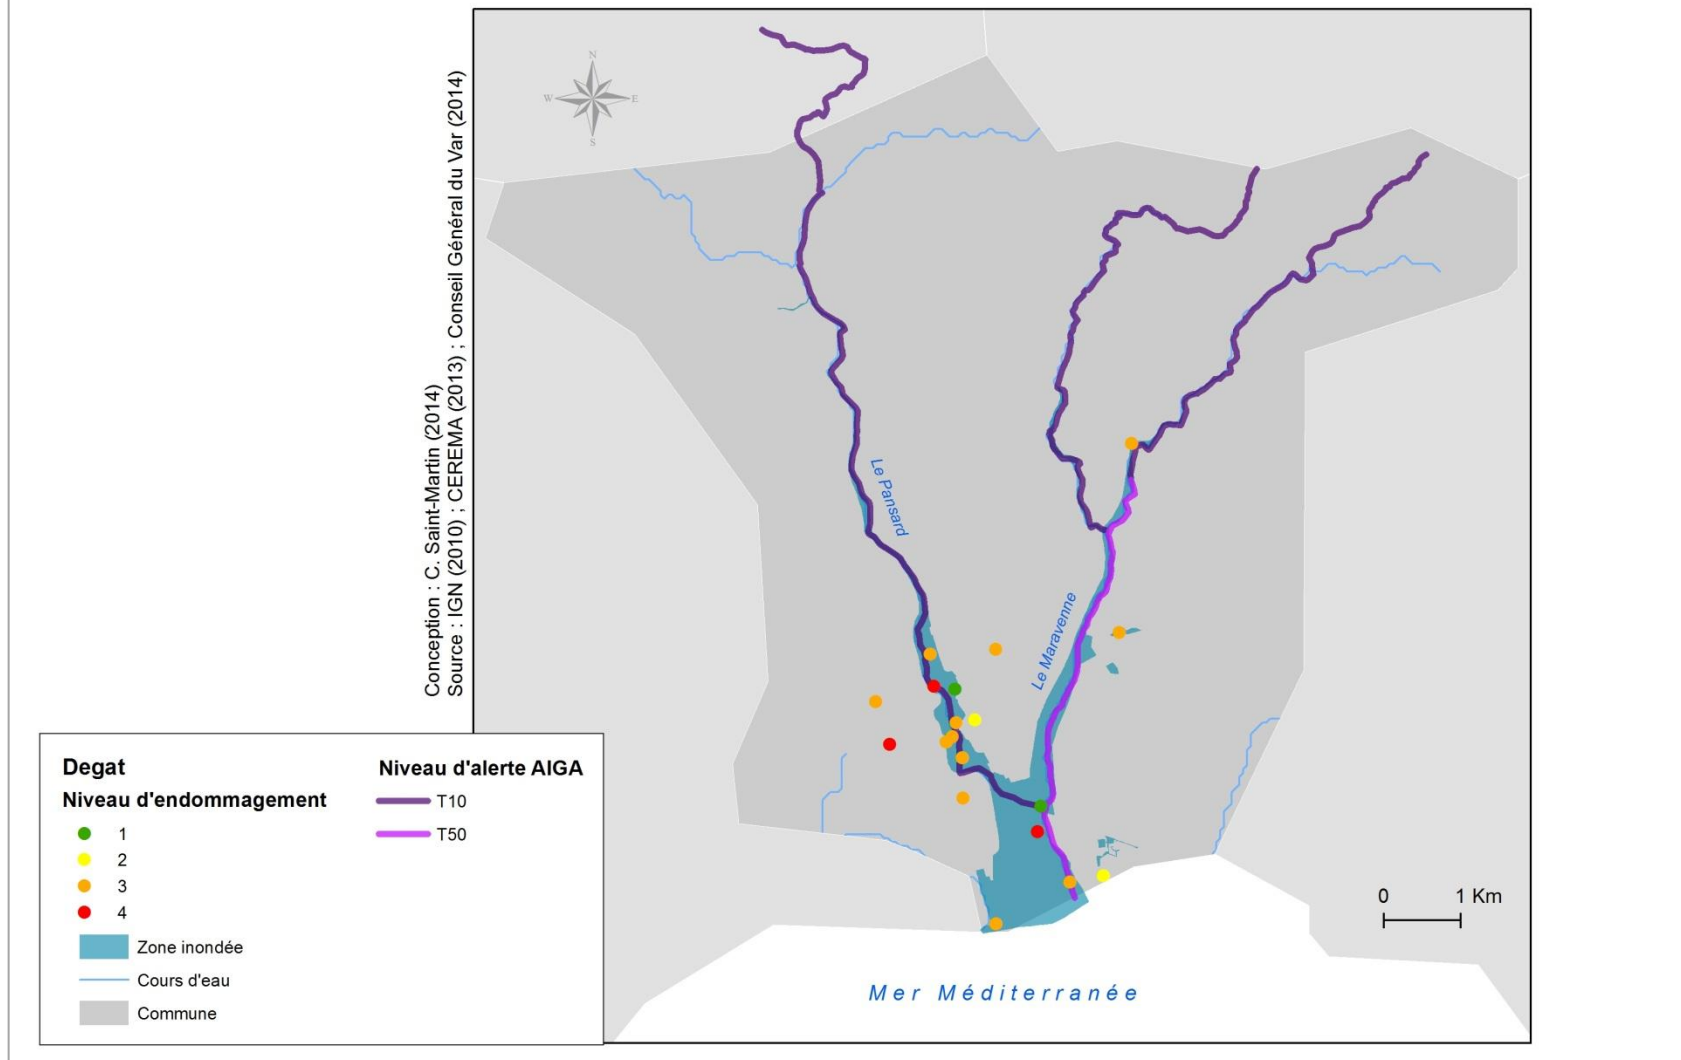 N
W
E
S
Conception : C. Saint-Martin (2014)
Source : IGN (2010) ; CEREMA (2013) ; Conseil Général du Var (2014)
Le Pansard
Le Maravenne
Degat
Niveau d'endommagement
1
2
3
4
Zone inondée
Cours d'eau
Commune
Niveau d'alerte AIGA
T10
T50
0 1 Km
Mer Méditerranée